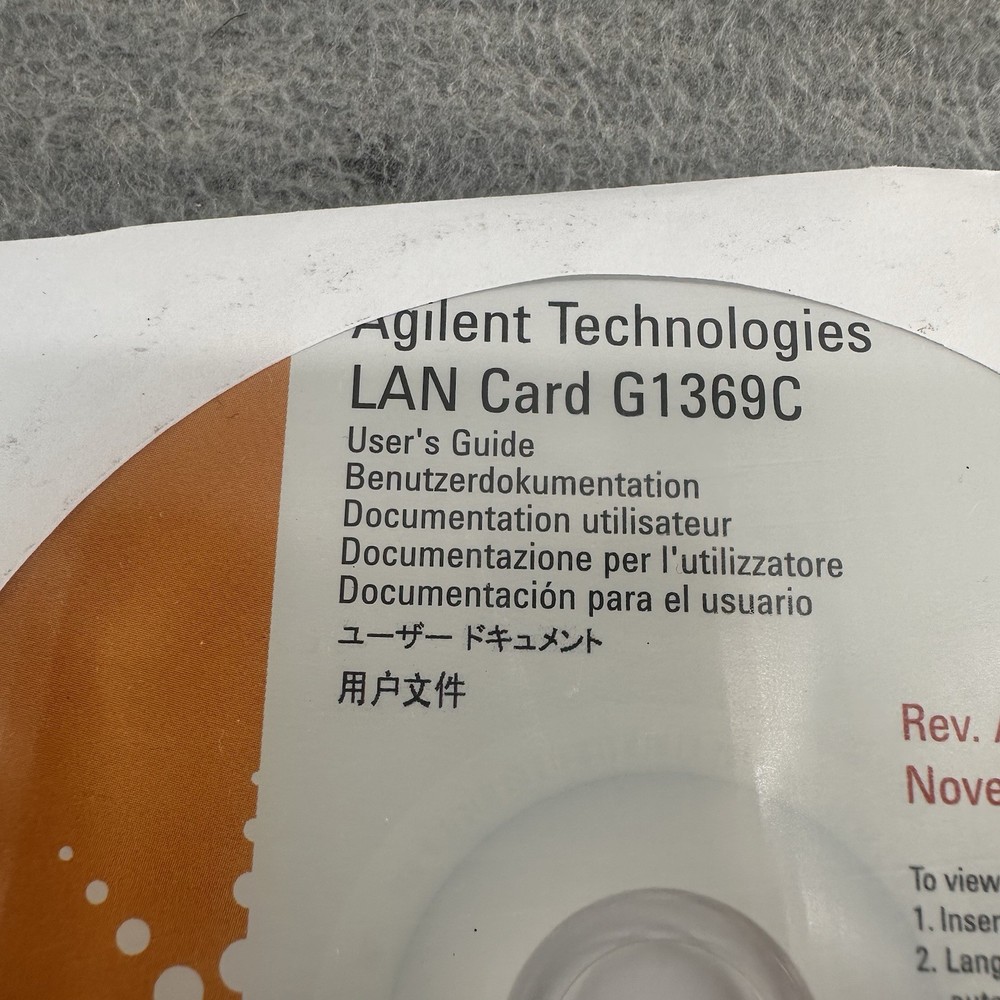 Agilent Technologies
LAN Card G1369C
User's Guide
Benutzerdokumentation
Documentation utilisateur
Documentazione per l'utilizzatore
Documentación para el usuario
ユーザー ドキュメント
用户文件
Rev.
To view
1.
2.